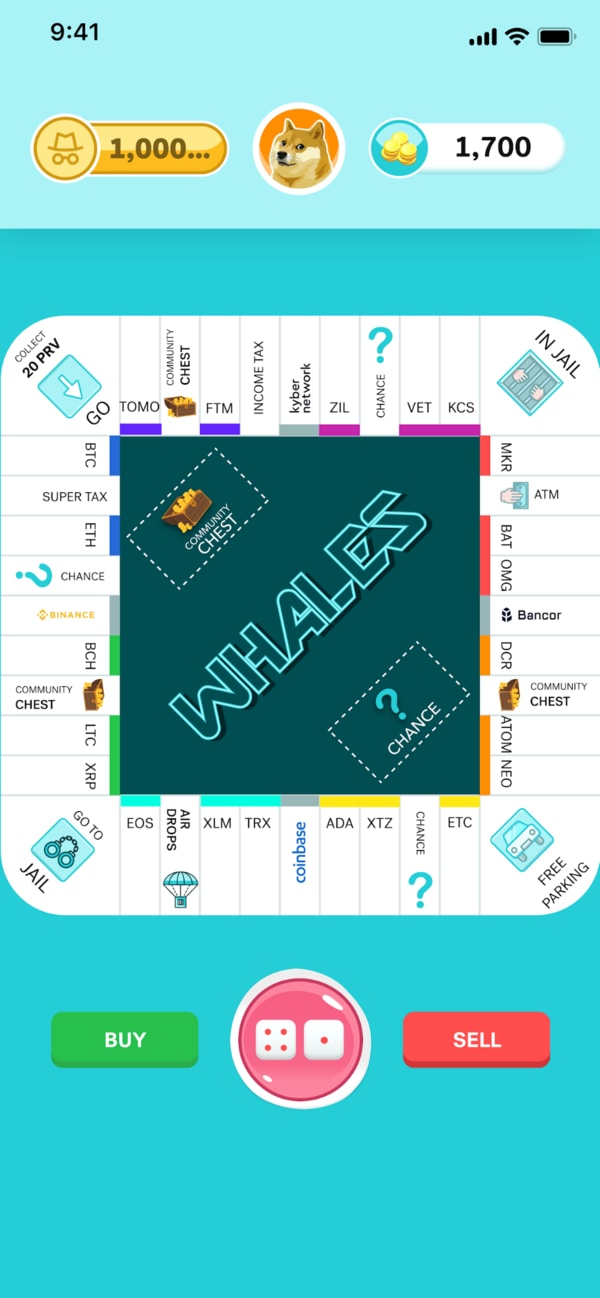 9:41
1,000...
1,700
COLLECT
20 PRV
GO
TOMO
COMMUNITY
CHEST
FTM
INCOME TAX
kyber
network
ZIL
CHANCE
VET
KCS
IN JAIL
BTC
SUPER TAX
ETH
CHANCE
BINANCE
BCH
COMMUNITY
CHEST
LTC
XRP
COMMUNITY
CHEST
WHALES
CHANCE
MKR
ATM
BAT
OMG
Bancor
DCR
COMMUNITY
CHEST
ATOM
NEO
GO TO
JAIL
EOS
AIR
DROPS
XLM
TRX
coinbase
ADA
XTZ
CHANCE
ETC
FREE
PARKING
BUY
SELL